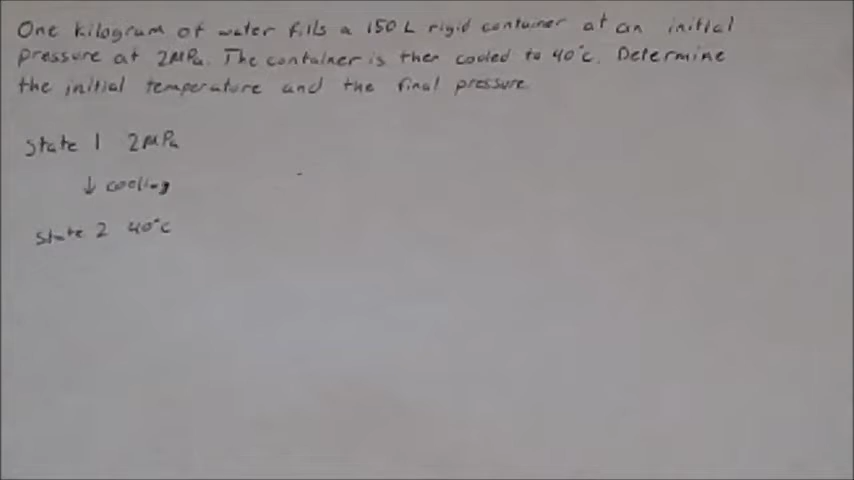 One kilogram of water fills a 150 L rigid container at an initial
pressure of 2MPa. The container is then cooled to 40°C. Determine
the initial temperature and the final pressure
State 1 2MPa
↓ cooling
State 2 40°C